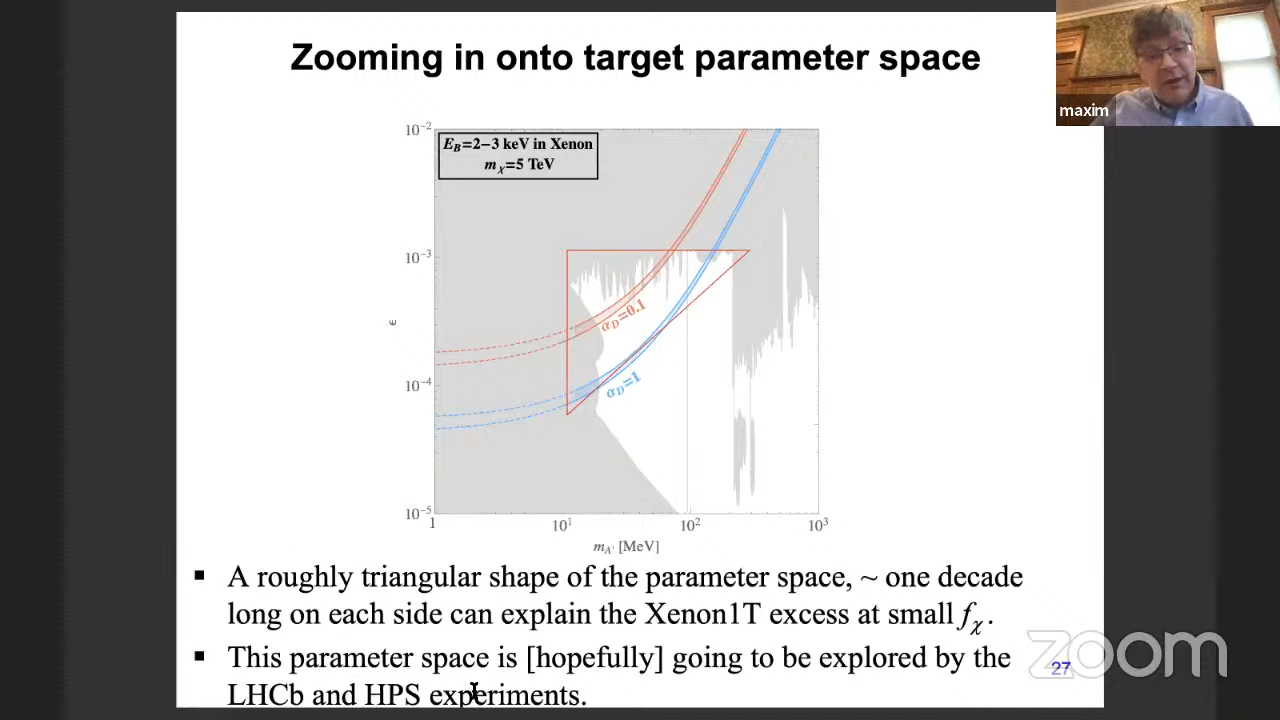 Zooming in onto target parameter space
maxim
E_B=2−3 keV in Xenon
m_χ=5 TeV
10^-2
10^-3
ϵ
α_D=0.1
10^-4
α_D=1
10^-5
1
10^1
10^2
10^3
m_A' [MeV]
▪ A roughly triangular shape of the parameter space, ~ one decade
long on each side can explain the Xenon1T excess at small f_χ.
▪ This parameter space is [hopefully] going to be explored by the
LHCb and HPS experiments.
zoom
27